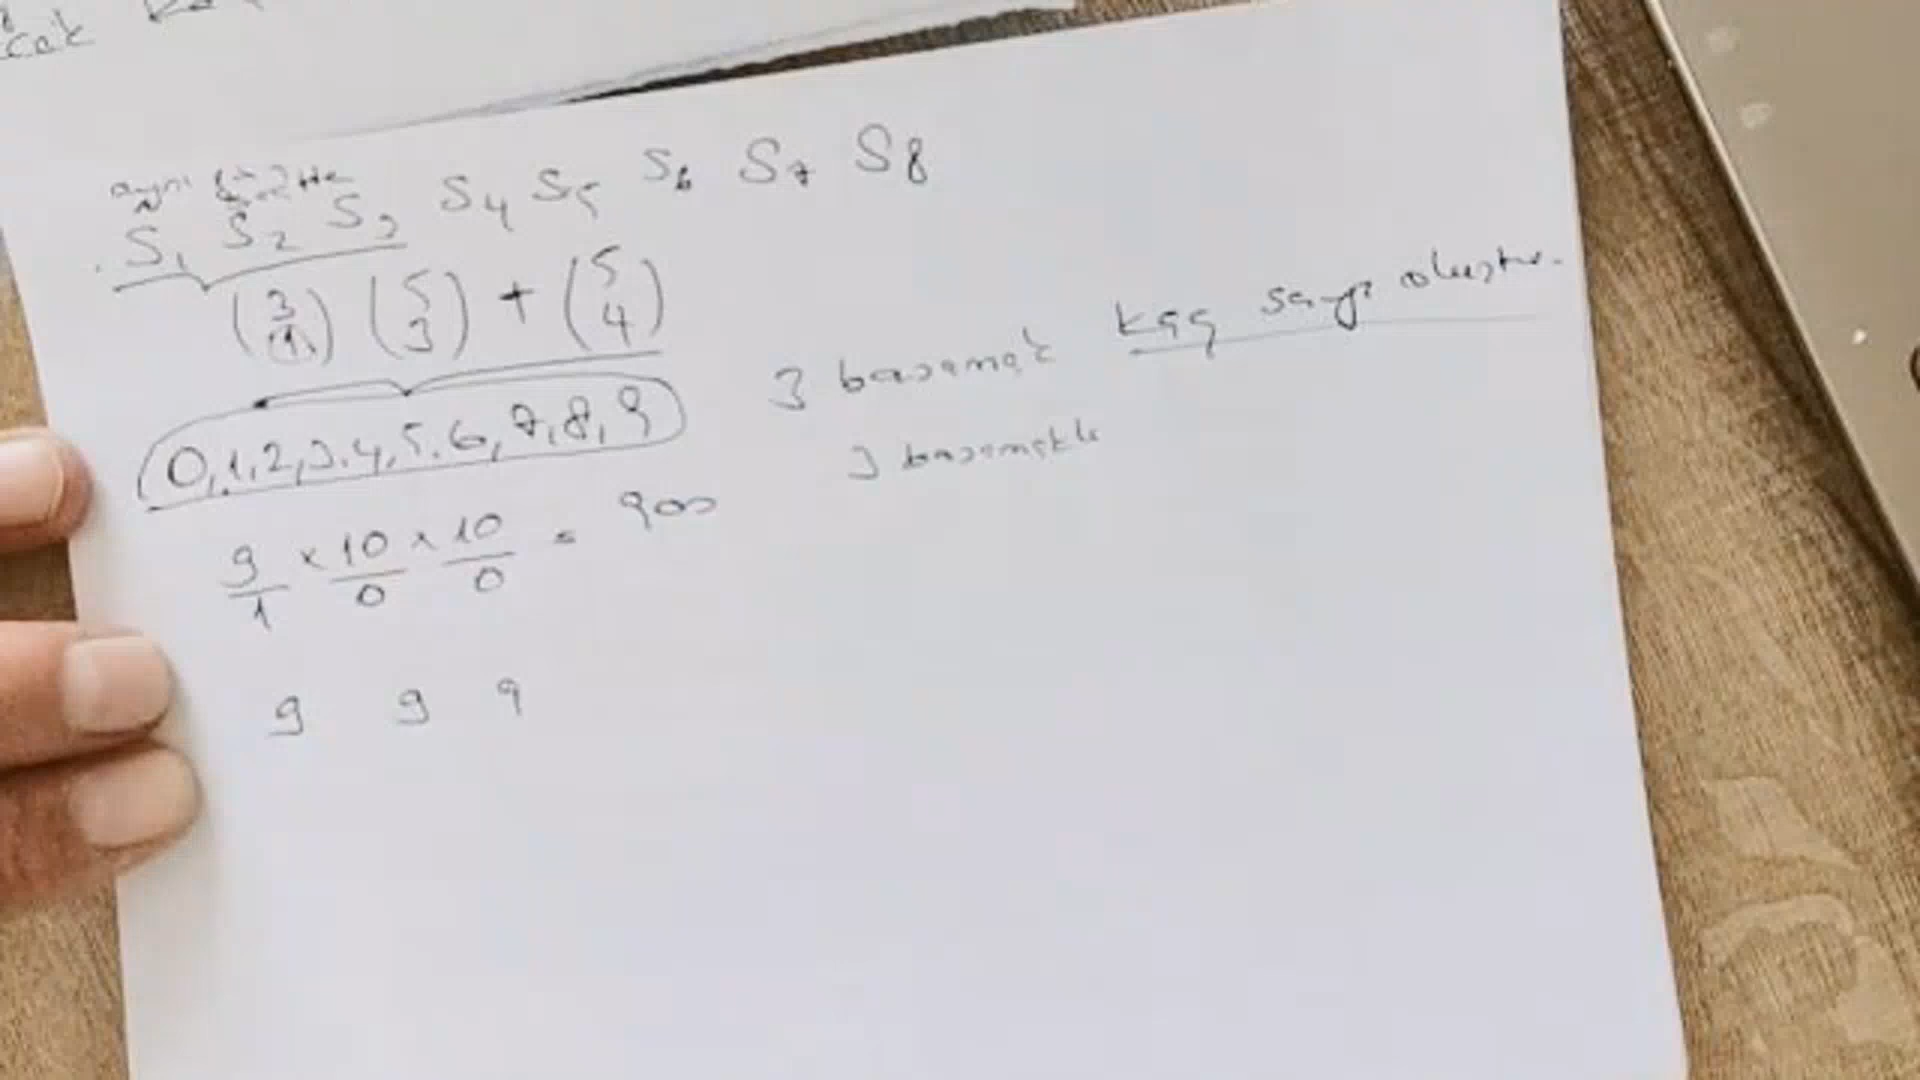 cak
aynı
S1 S2 S3 S4 S5 S6 S7 S8
(3 1) (5 3) + (5 4)
3 basamak kaç sayı oluştur.
0,1,2,3,4,5,6,7,8,9
3 basamaklı
9/1 x 10/0 x 10/0 = 900
9 9 9